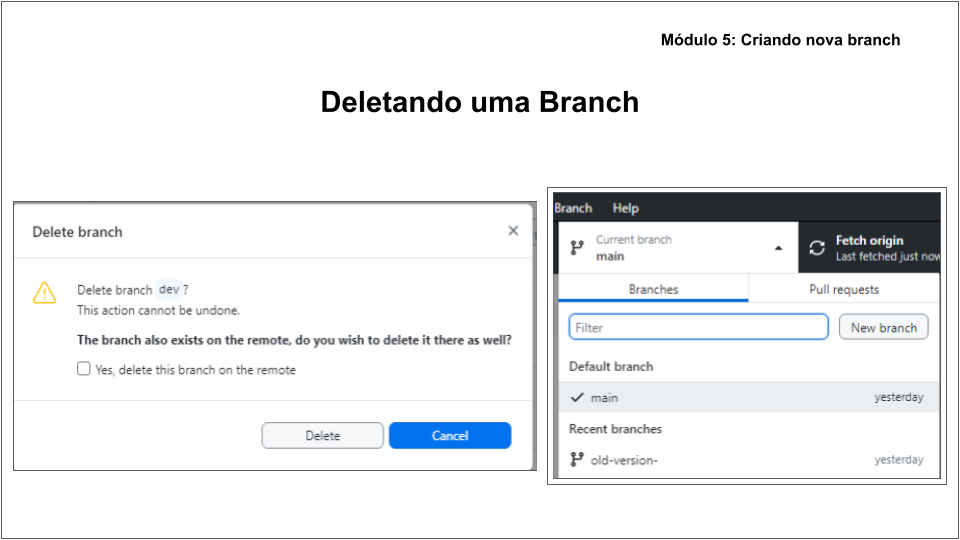 Módulo 5: Criando nova branch
Deletando uma Branch
Delete branch
Delete branch dev ?
This action cannot be undone.
The branch also exists on the remote, do you wish to delete it there as well?
Yes, delete this branch on the remote
Delete
Cancel
Branch Help
Current branch
main
Fetch origin
Last fetched just now
Branches
Pull requests
Filter
New branch
Default branch
main yesterday
Recent branches
old-version- yesterday